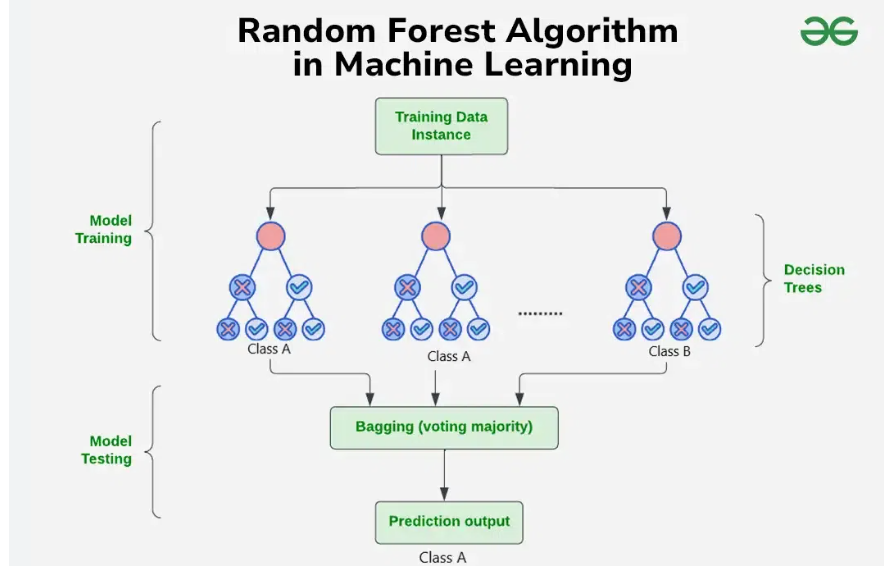 Random Forest Algorithm
in Machine Learning
Training Data
Instance
Model
Training
Decision
Trees
.........
Class A
Class A
Class B
Model
Testing
Bagging (voting majority)
Prediction output
Class A